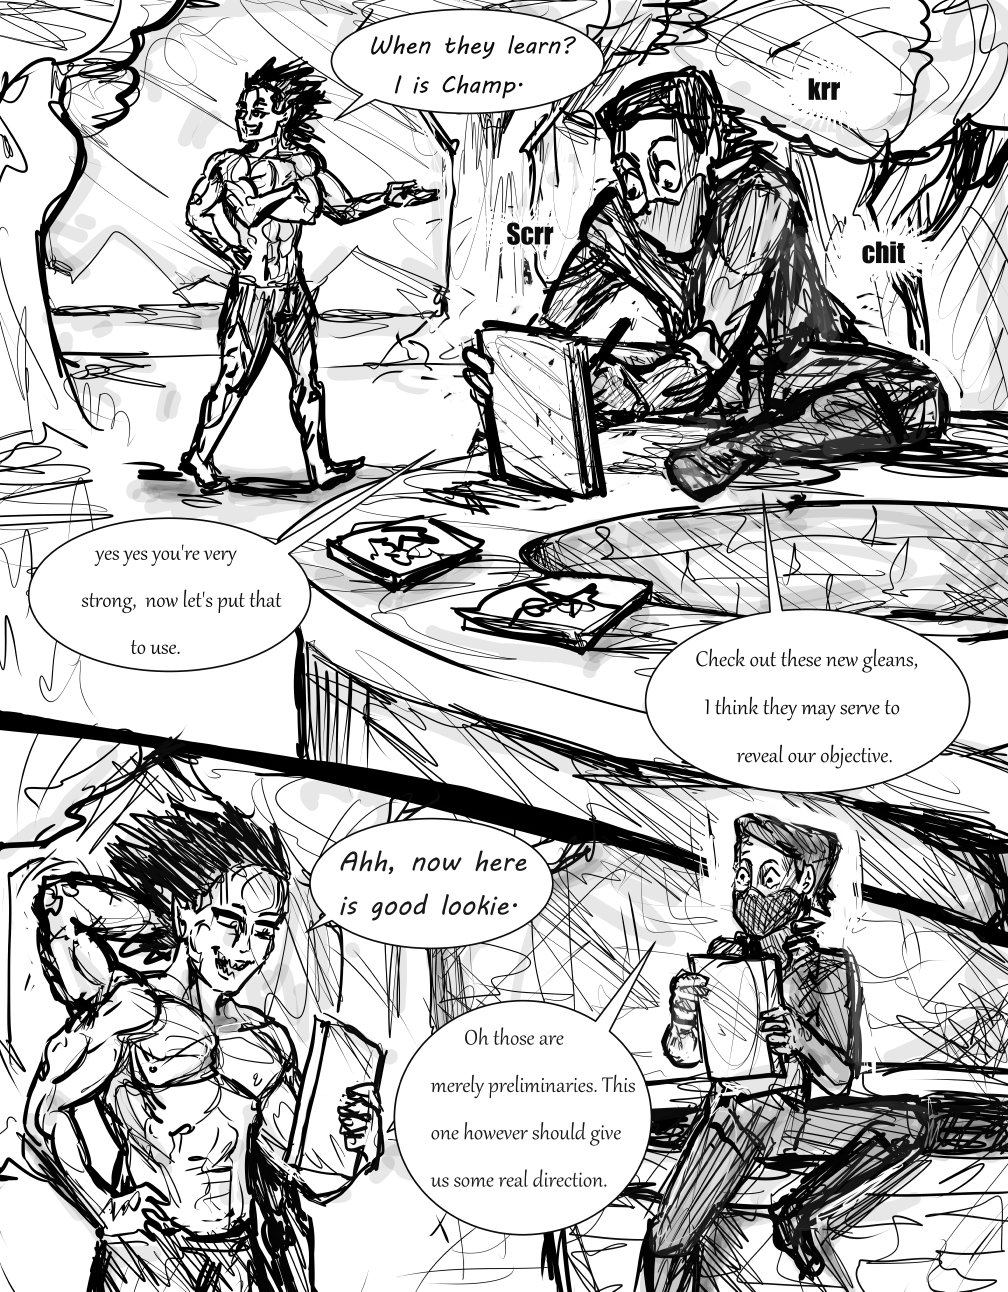 When they learn?
I is Champ.
krr
Scrr
chit
yes yes you're very
strong, now let's put that
to use.
Check out these new gleans,
I think they may serve to
reveal our objective.
Ahh, now here
is good lookie.
Oh those are
merely preliminaries. This
one however should give
us some real direction.